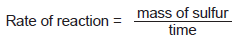 Rate of reaction = mass of sulfur
time